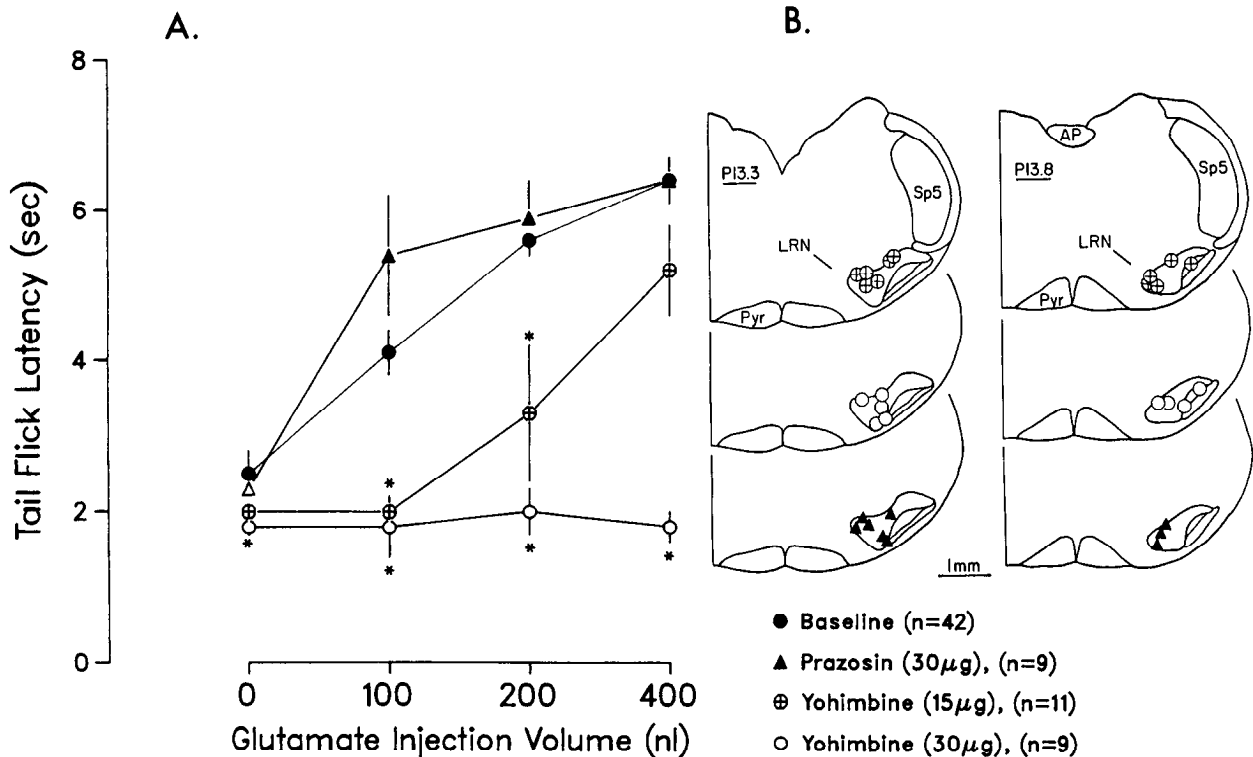 A.
B.
8
6
4
2
0
Tail Flick Latency (sec)
*
*
*
*
*
*
0
100
200
400
Glutamate Injection Volume (nl)
P13.3
Sp5
LRN
Pyr
AP
P13.8
Sp5
LRN
Pyr
1mm
Baseline (n=42)
Prazosin (30μg), (n=9)
Yohimbine (15μg), (n=11)
Yohimbine (30μg), (n=9)